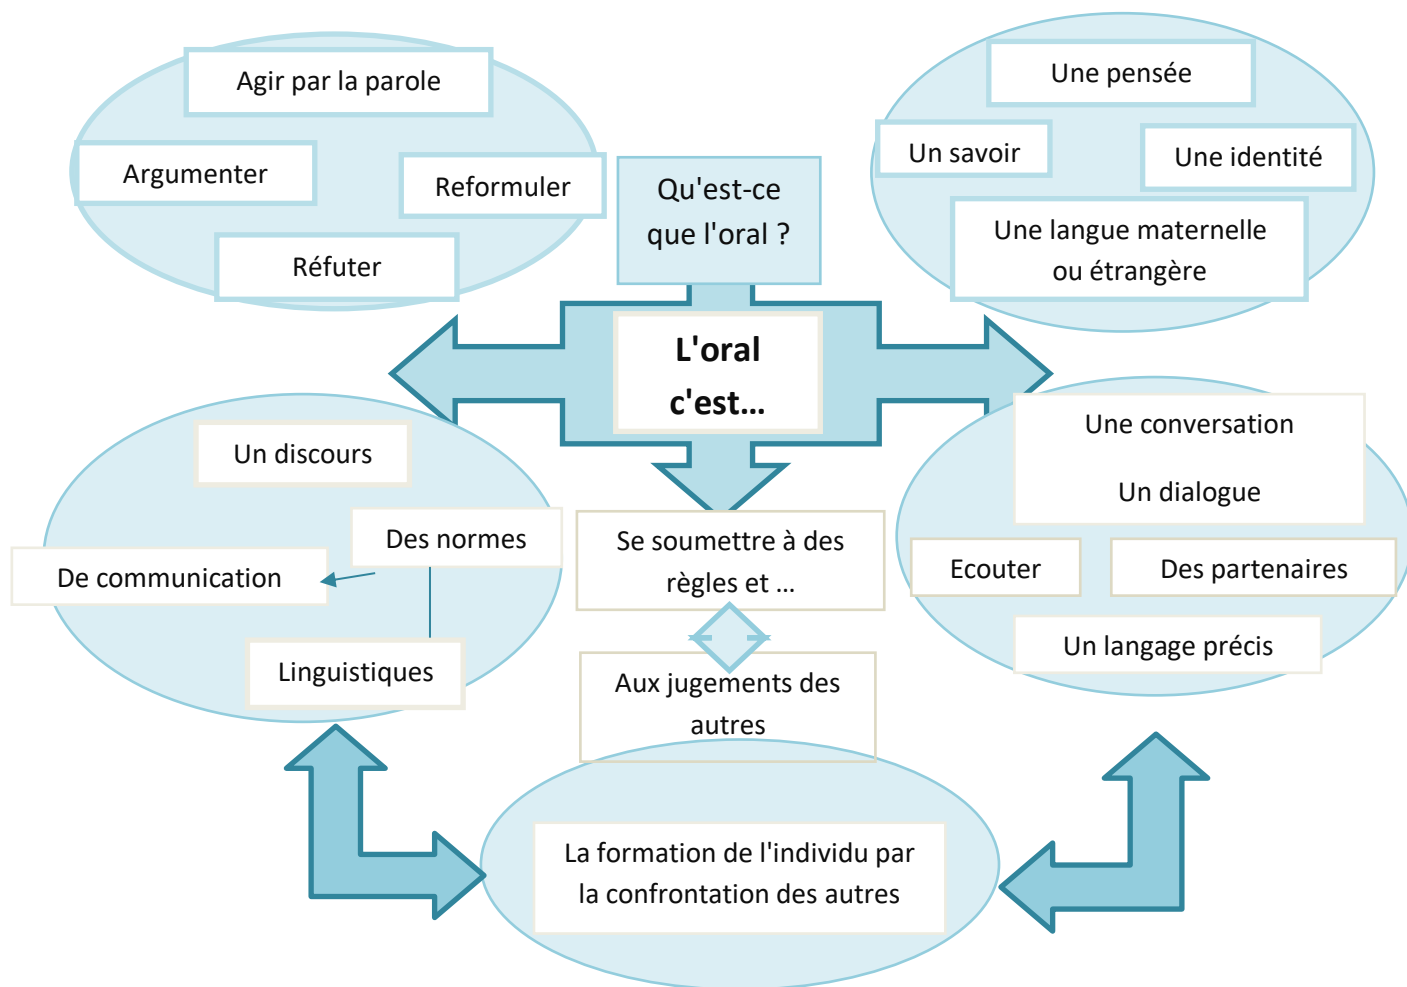 Agir par la parole
Argumenter
Reformuler
Réfuter
Qu'est-ce
que l'oral ?
Une pensée
Un savoir
Une identité
Une langue maternelle
ou étrangère
L'oral
c'est...
Un discours
Des normes
De communication
Linguistiques
Se soumettre à des
règles et ...
Aux jugements des
autres
Une conversation
Un dialogue
Ecouter
Des partenaires
Un langage précis
La formation de l'individu par
la confrontation des autres